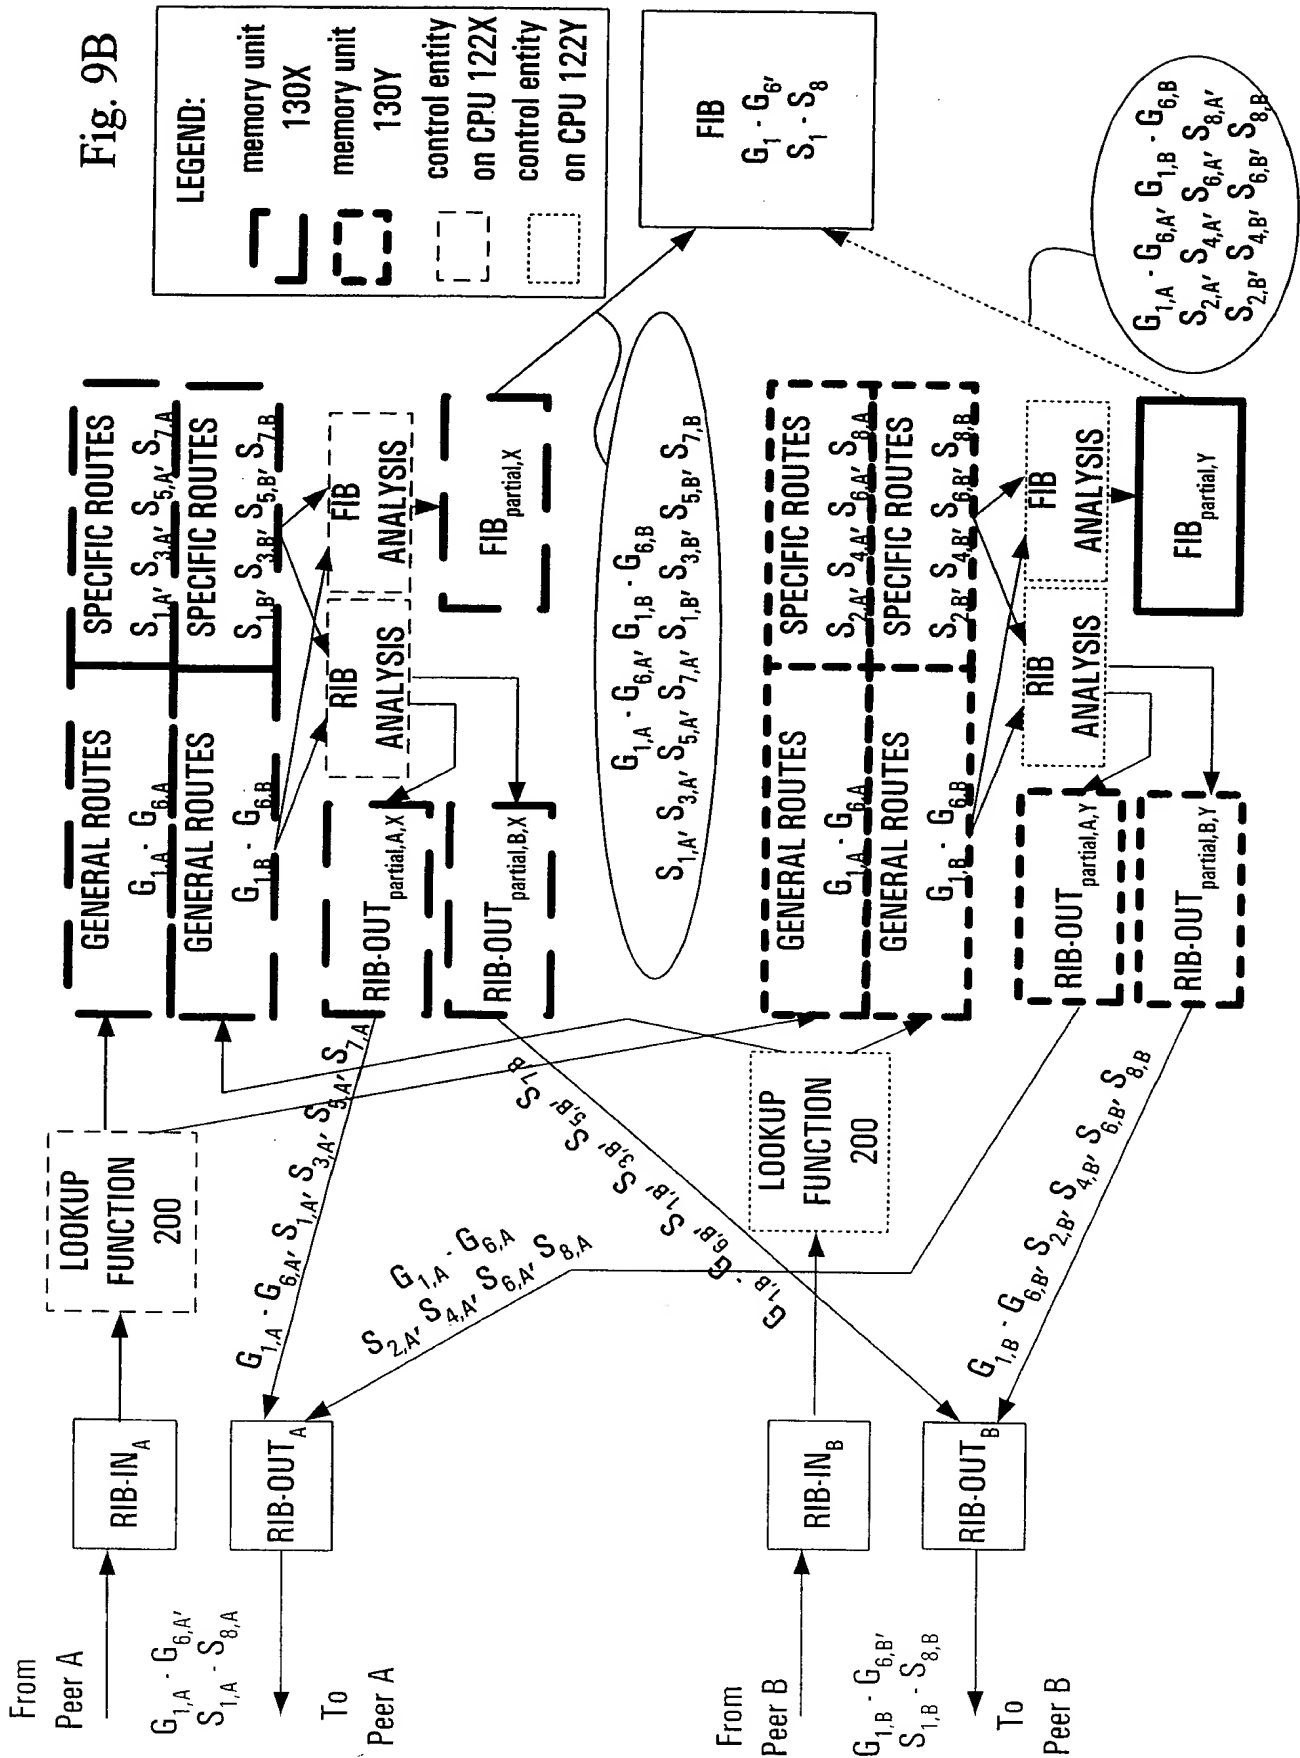 Fig. 9B
LEGEND:
memory unit
130X
memory unit
130Y
control entity
on CPU 122X
control entity
on CPU 122Y
From
Peer A
G1,A - G6,A,
S1,A - S8,A
To
Peer A
RIB-INA
RIB-OUTA
LOOKUP
FUNCTION
200
GENERAL ROUTES
G1,A - G6,A
SPECIFIC ROUTES
S1,A, S3,A, S5,A, S7,A
GENERAL ROUTES
G1,B - G6,B
SPECIFIC ROUTES
S1,B, S3,B, S5,B, S7,B
RIB
ANALYSIS
FIB
ANALYSIS
RIB-OUTpartial,A,X
RIB-OUTpartial,B,X
FIBpartial,X
G1,A - G6,A, S1,A, S3,A, S5,A, S7,A
G1,A - G6,A
S2,A, S4,A, S6,A, S8,A
G1,B - G6,B, S1,B, S3,B, S5,B, S7,B
G1,A - G6,A, G1,B - G6,B
S1,A, S3,A, S5,A, S7,A, S1,B, S3,B, S5,B, S7,B
FIB
G1 - G6,
S1 - S8
From
Peer B
G1,B - G6,B,
S1,B - S8,B
To
Peer B
RIB-INB
RIB-OUTB
LOOKUP
FUNCTION
200
GENERAL ROUTES
G1,A - G6,A
SPECIFIC ROUTES
S2,A, S4,A, S6,A, S8,A
GENERAL ROUTES
G1,B - G6,B
SPECIFIC ROUTES
S2,B, S4,B, S6,B, S8,B
RIB
ANALYSIS
FIB
ANALYSIS
RIB-OUTpartial,A,Y
RIB-OUTpartial,B,Y
FIBpartial,Y
G1,B - G6,B, S2,B, S4,B, S6,B, S8,B
G1,A - G6,A, G1,B - G6,B
S2,A, S4,A, S6,A, S8,A,
S2,B, S4,B, S6,B, S8,B